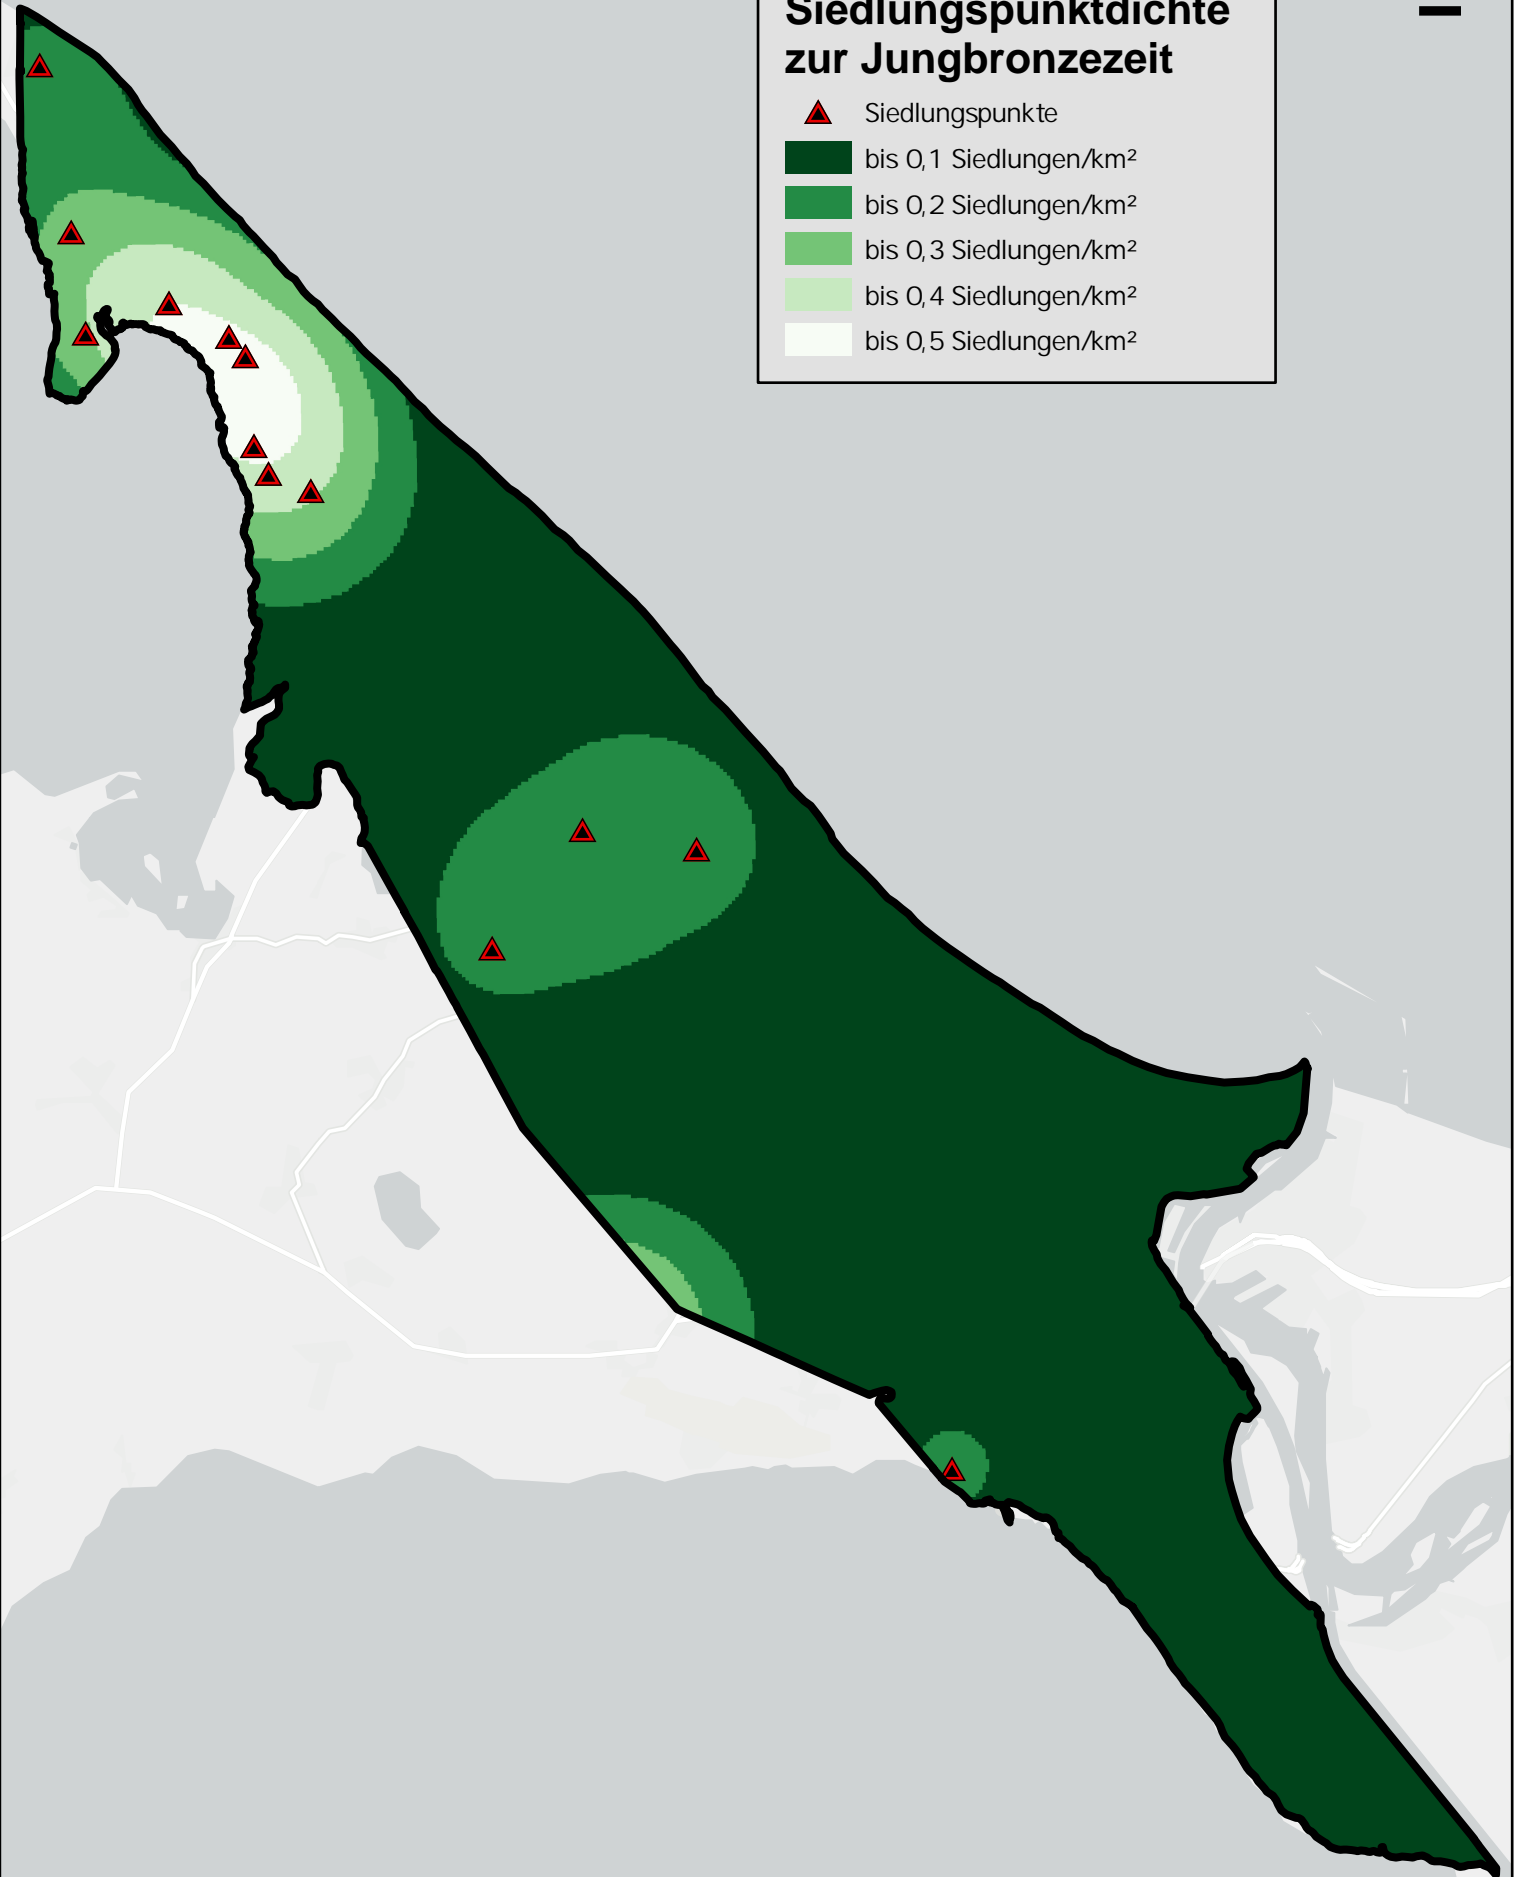 Siedlungspunktdichte
zur Jungbronzezeit
Siedlungspunkte
bis 0,1 Siedlungen/km²
bis 0,2 Siedlungen/km²
bis 0,3 Siedlungen/km²
bis 0,4 Siedlungen/km²
bis 0,5 Siedlungen/km²